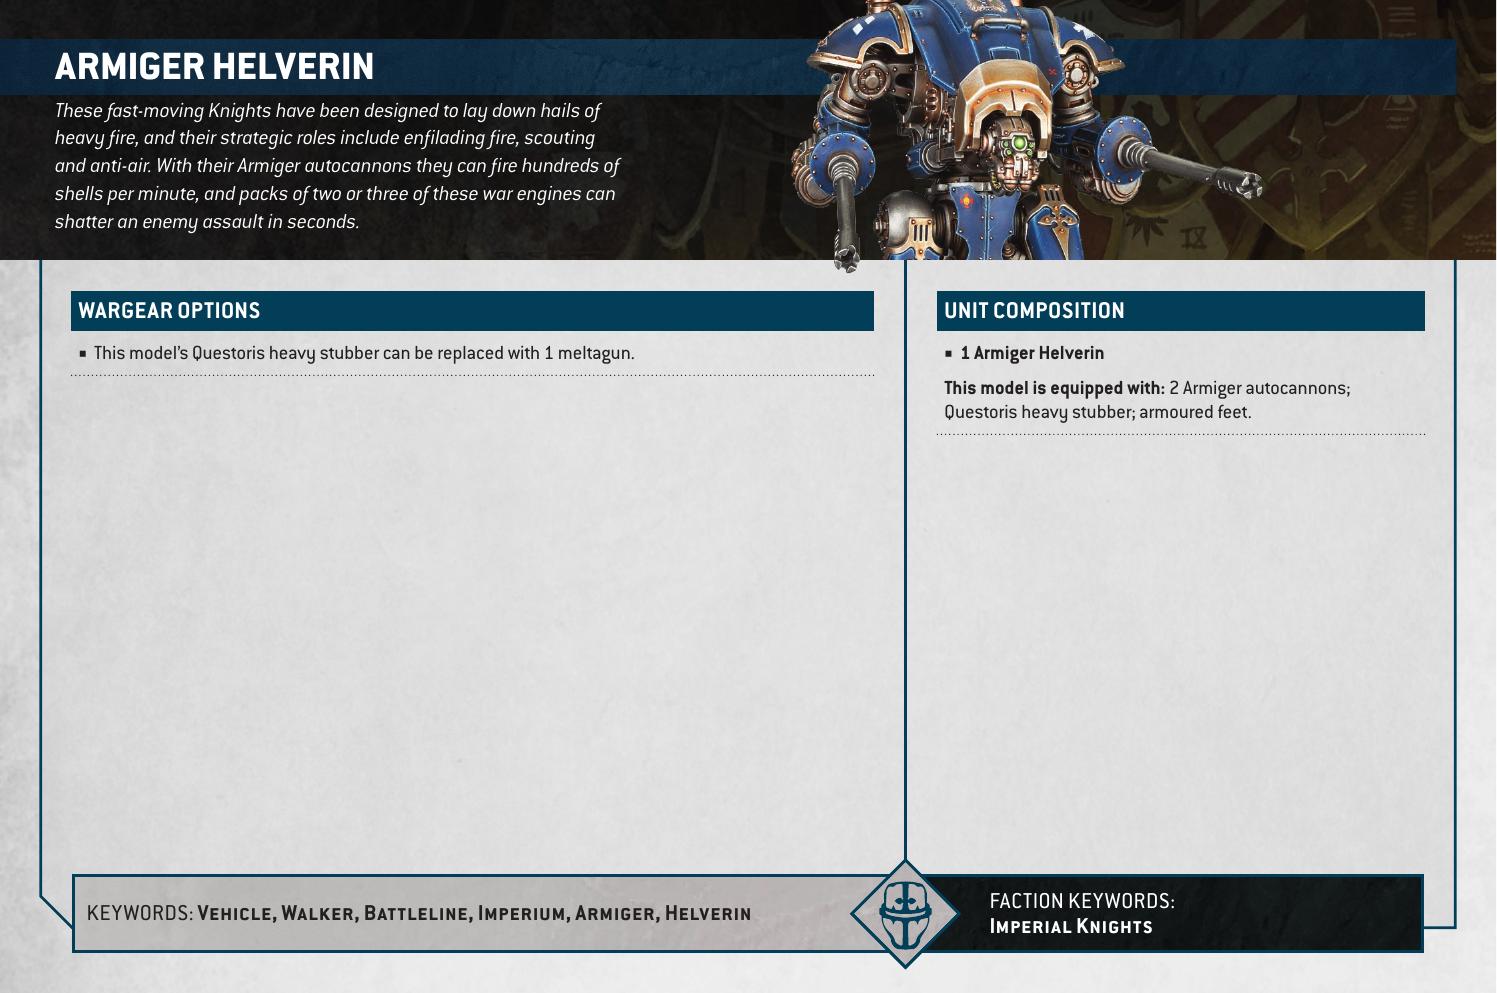 ARMIGER HELVERIN
These fast-moving Knights have been designed to lay down hails of
heavy fire, and their strategic roles include enfilading fire, scouting
and anti-air. With their Armiger autocannons they can fire hundreds of
shells per minute, and packs of two or three of these war engines can
shatter an enemy assault in seconds.
WARGEAR OPTIONS
▪ This model’s Questoris heavy stubber can be replaced with 1 meltagun.
UNIT COMPOSITION
▪ 1 Armiger Helverin
This model is equipped with: 2 Armiger autocannons;
Questoris heavy stubber; armoured feet.
KEYWORDS: Vehicle, Walker, Battleline, Imperium, Armiger, Helverin
FACTION KEYWORDS:
Imperial Knights